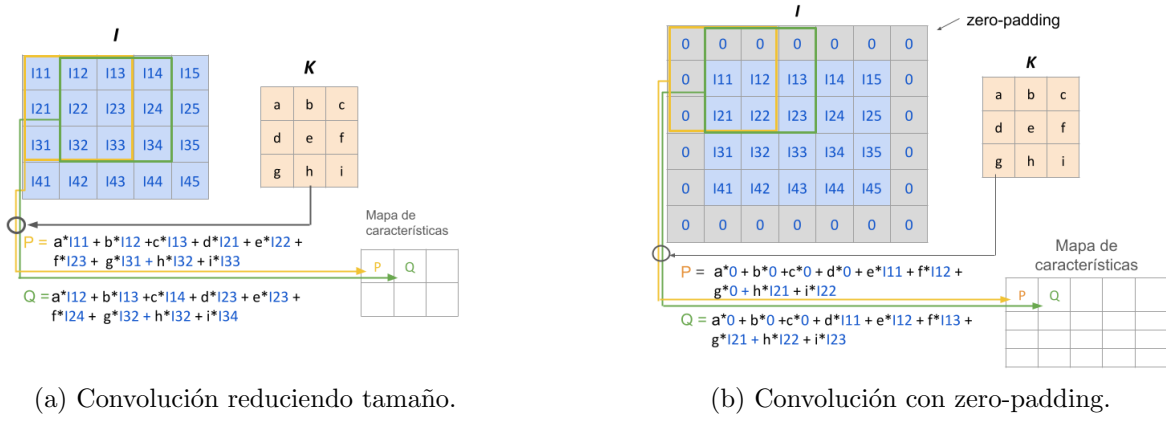 I
I11 I12 I13 I14 I15
I21 I22 I23 I24 I25
I31 I32 I33 I34 I35
I41 I42 I43 I44 I45
K
a b c
d e f
g h i
P = a*I11 + b*I12 +c*I13 + d*I21 + e*I22 +
f*I23 + g*I31 + h*I32 + i*I33
Q =a*I12 + b*I13 +c*I14 + d*I23 + e*I23 +
f*I24 + g*I32 + h*I32 + i*I34
Mapa de
características
P Q
(a) Convolución reduciendo tamaño.
I
zero-padding
0 0 0 0 0 0 0
0 I11 I12 I13 I14 I15 0
0 I21 I22 I23 I24 I25 0
0 I31 I32 I33 I34 I35 0
0 I41 I42 I43 I44 I45 0
0 0 0 0 0 0 0
K
a b c
d e f
g h i
P = a*0 + b*0 +c*0 + d*0 + e*I11 + f*I12 +
g*0 + h*I21 + i*I22
Q = a*0 + b*0 +c*0 + d*I11 + e*I12 + f*I13 +
g*I21 + h*I22 + i*I23
Mapa de
características
P Q
(b) Convolución con zero-padding.